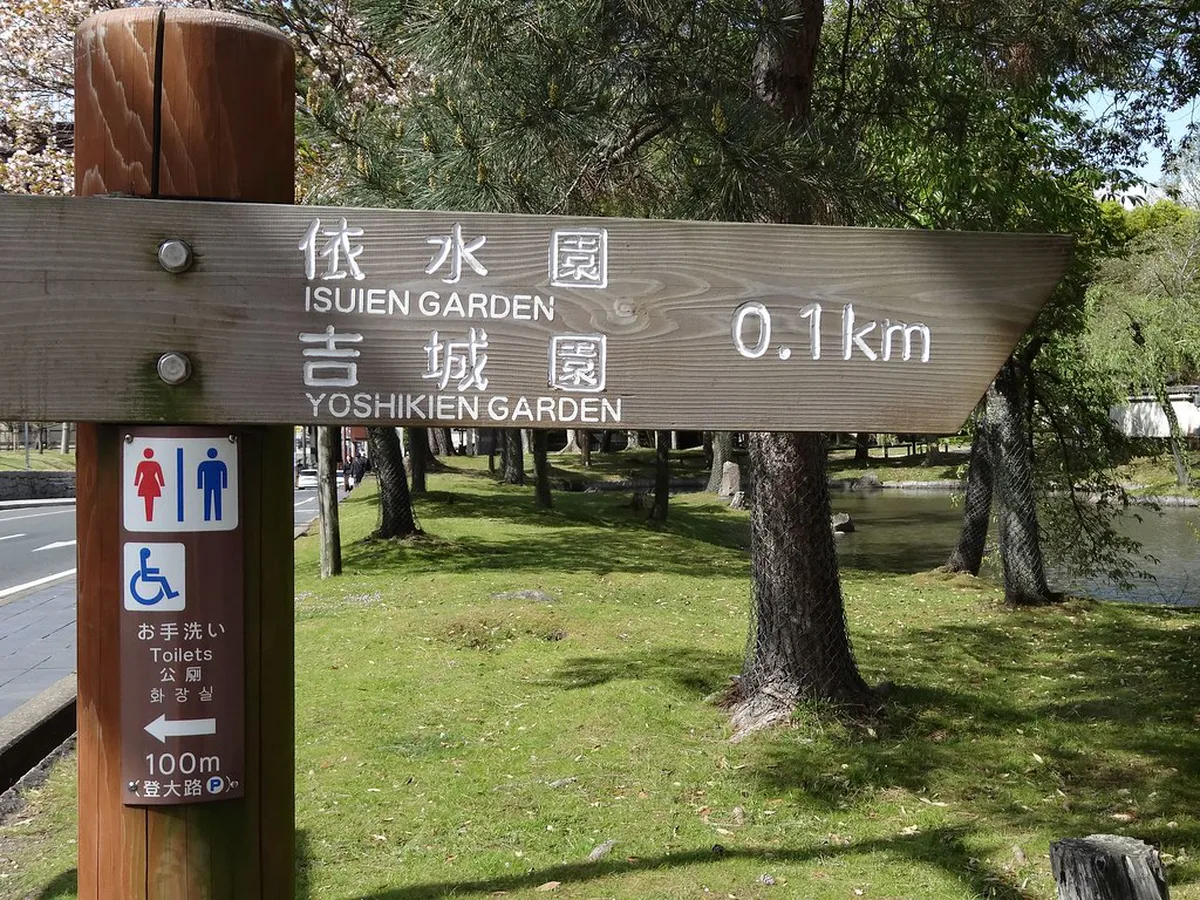 依水園
ISUIEN GARDEN
吉城園
YOSHIKIEN GARDEN
0.1km
お手洗い
Toilets
公厕
화장실
100m
(登大路P)